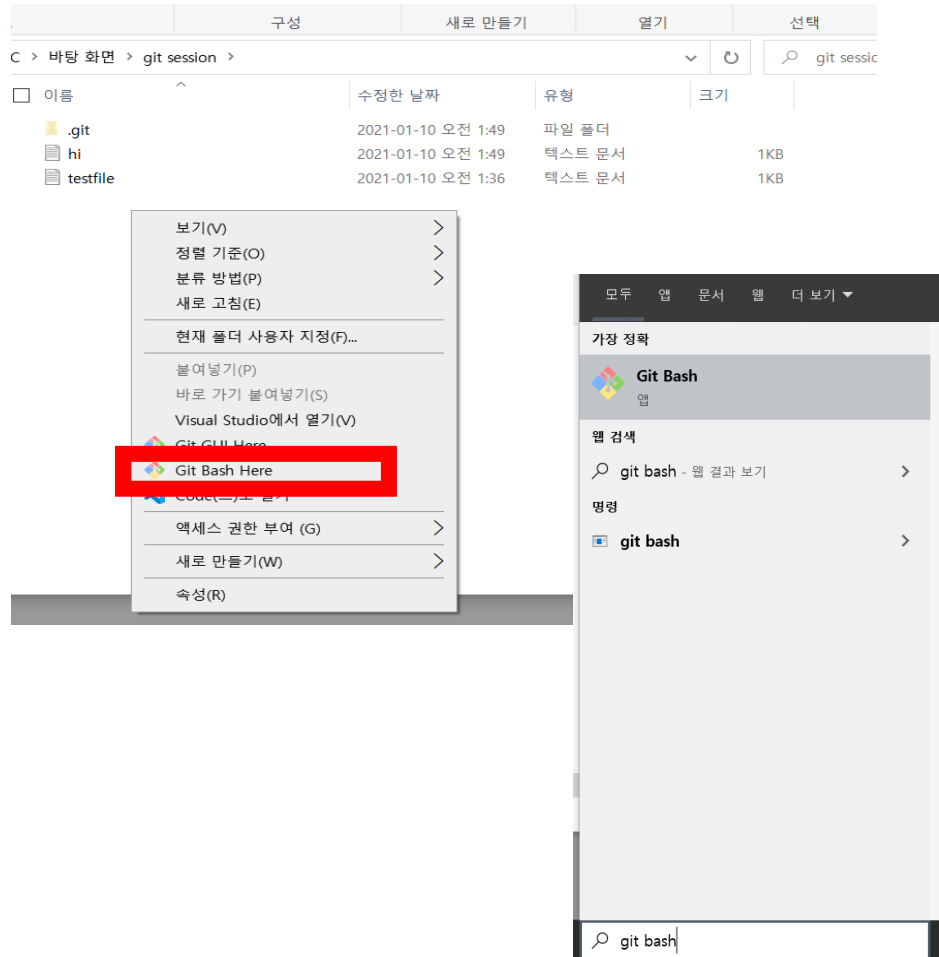 구성 새로 만들기 열기 선택
C > 바탕 화면 > git session >
git sessic
이름 수정한 날짜 유형 크기
.git 2021-01-10 오전 1:49 파일 폴더
hi 2021-01-10 오전 1:49 텍스트 문서 1KB
testfile 2021-01-10 오전 1:36 텍스트 문서 1KB
보기(V)
정렬 기준(O)
분류 방법(P)
새로 고침(E)
현재 폴더 사용자 지정(F)...
붙여넣기(P)
바로 가기 붙여넣기(S)
Visual Studio에서 열기(V)
Git GUI Here
Git Bash Here
Code(으)로 열기
액세스 권한 부여 (G)
새로 만들기(W)
속성(R)
모두 앱 문서 웹 더 보기
가장 정확
Git Bash
앱
웹 검색
git bash - 웹 결과 보기
명령
git bash
git bash